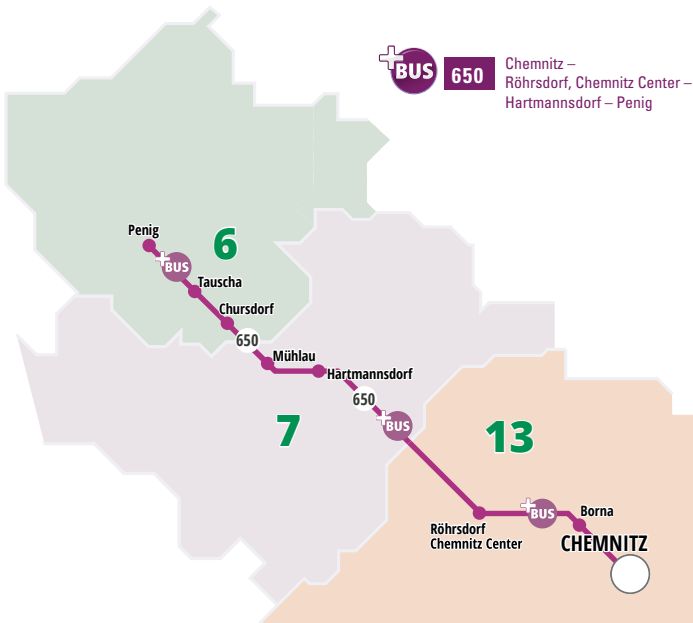 +BUS 650 Chemnitz –
Röhrsdorf, Chemnitz Center –
Hartmannsdorf – Penig
Penig
6
+BUS
Tauscha
Chursdorf
650
Mühlau
Hartmannsdorf
650
7
+BUS
13
+BUS
Borna
Röhrsdorf
Chemnitz Center
CHEMNITZ